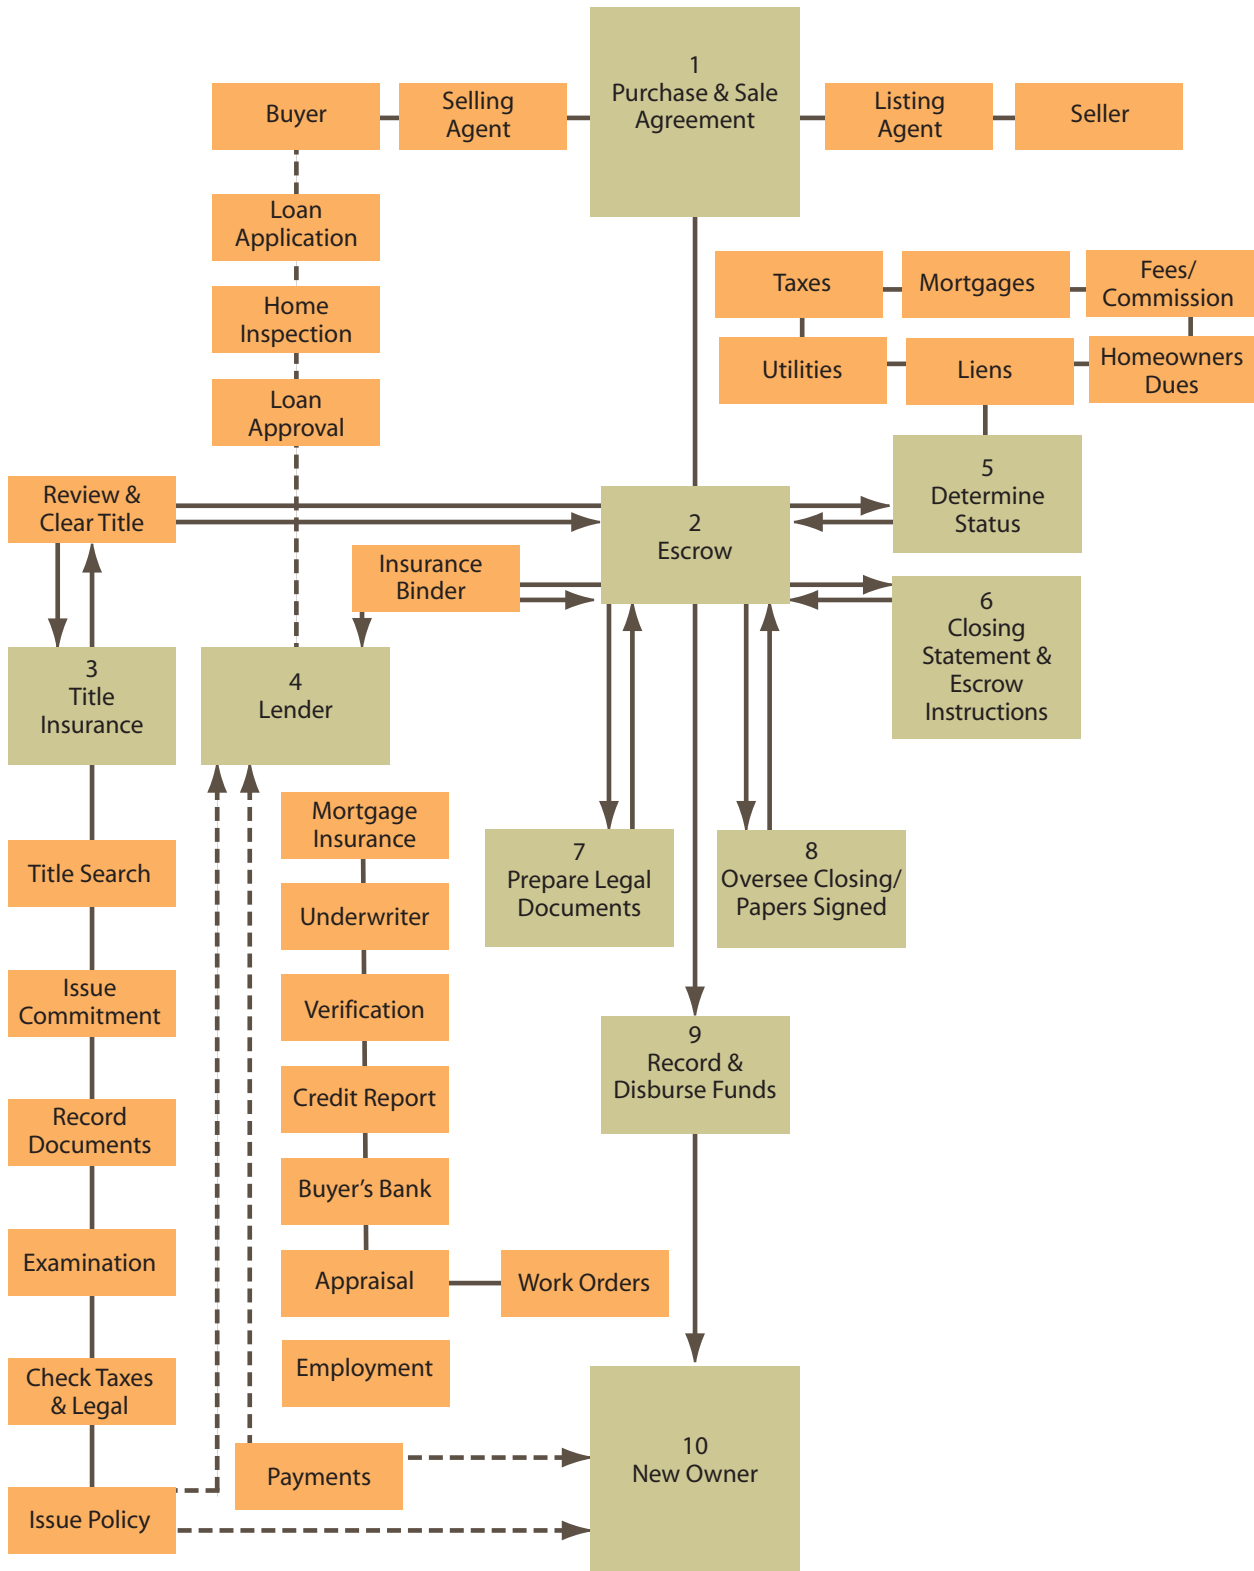 1
Purchase & Sale
Agreement
Buyer
Selling
Agent
Listing
Agent
Seller
Loan
Application
Home
Inspection
Loan
Approval
Taxes
Mortgages
Fees/
Commission
Utilities
Liens
Homeowners
Dues
5
Determine
Status
Review &
Clear Title
2
Escrow
Insurance
Binder
6
Closing
Statement &
Escrow
Instructions
3
Title
Insurance
4
Lender
Mortgage
Insurance
Underwriter
Verification
Credit Report
Buyer’s Bank
Appraisal
Work Orders
Employment
7
Prepare Legal
Documents
8
Oversee Closing/
Papers Signed
Title Search
Issue
Commitment
Record
Documents
Examination
Check Taxes
& Legal
Issue Policy
Payments
9
Record &
Disburse Funds
10
New Owner